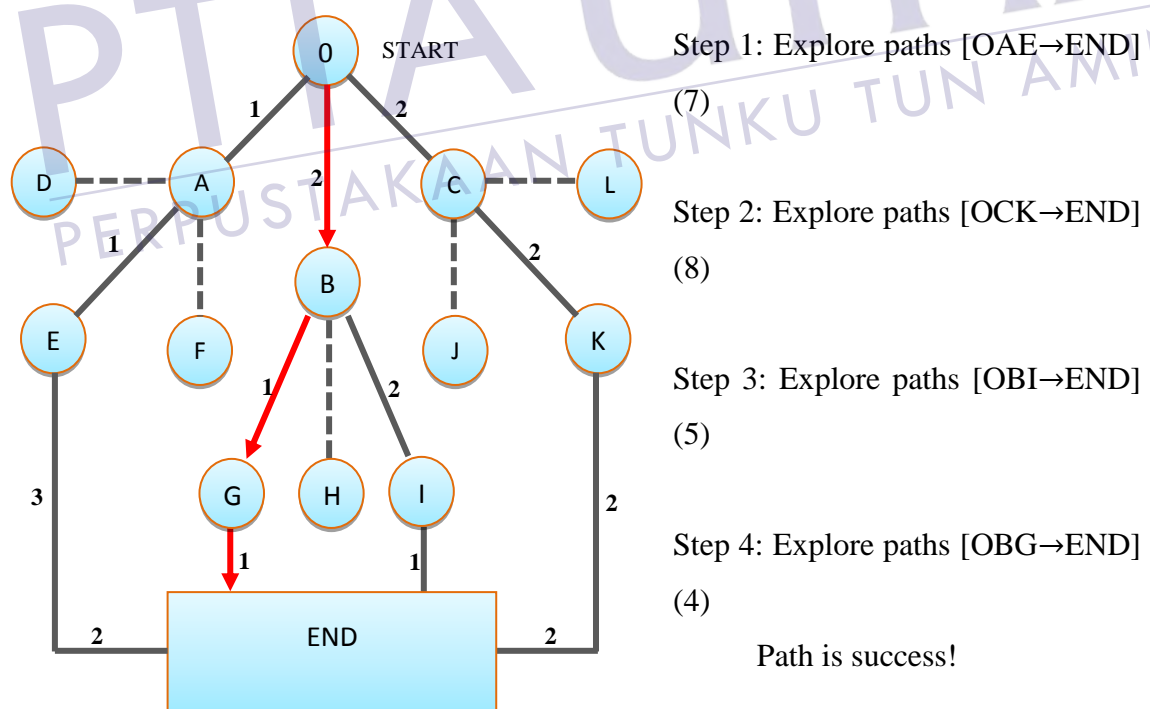 PTTA UTHM
PERPUSTAKAAN TUNKU TUN AMI
0
START
1
2
2
D
A
C
L
1
2
B
E
F
J
K
1
2
G
H
I
3
2
1
1
2
END
2
Step 1: Explore paths [OAE→END]
(7)
Step 2: Explore paths [OCK→END]
(8)
Step 3: Explore paths [OBI→END]
(5)
Step 4: Explore paths [OBG→END]
(4)
Path is success!